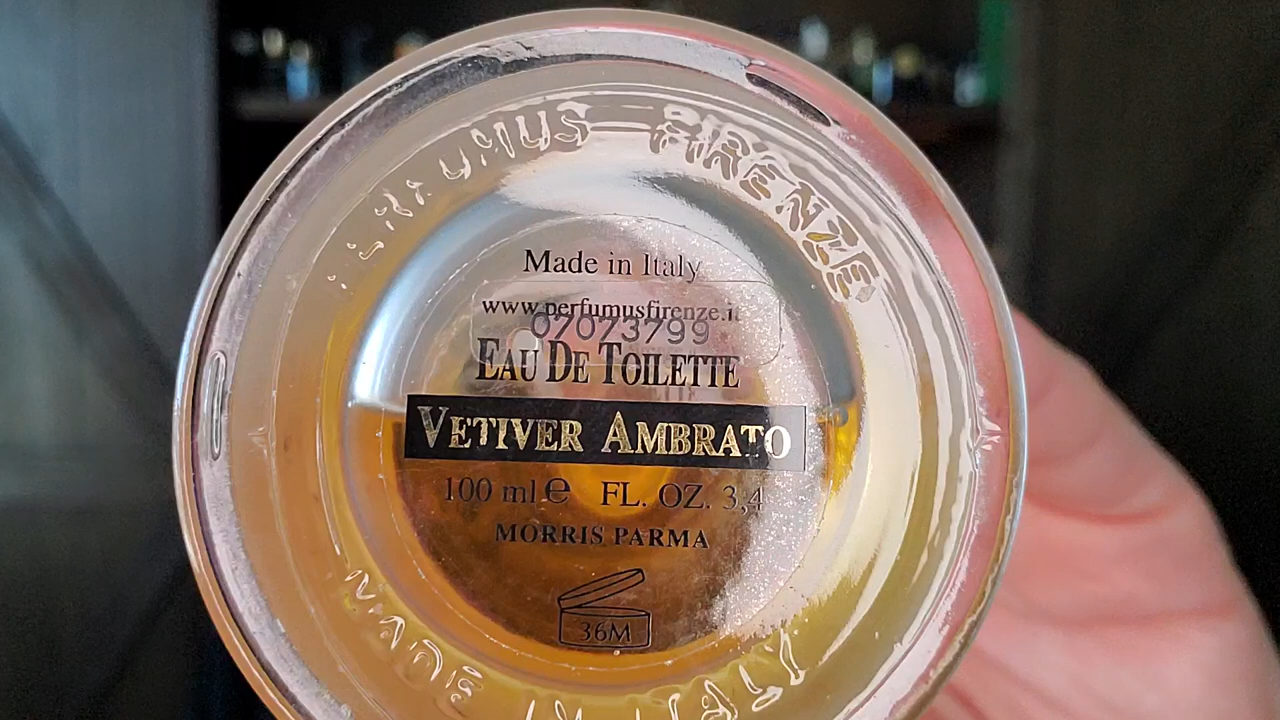 FIRENZE
Made in Italy
www.perfumusfirenze.it
07073799
EAU DE TOILETTE
VETIVER AMBRATO
100 ml e FL. OZ. 3,4
MORRIS PARMA
36M
MADE IN ITALY